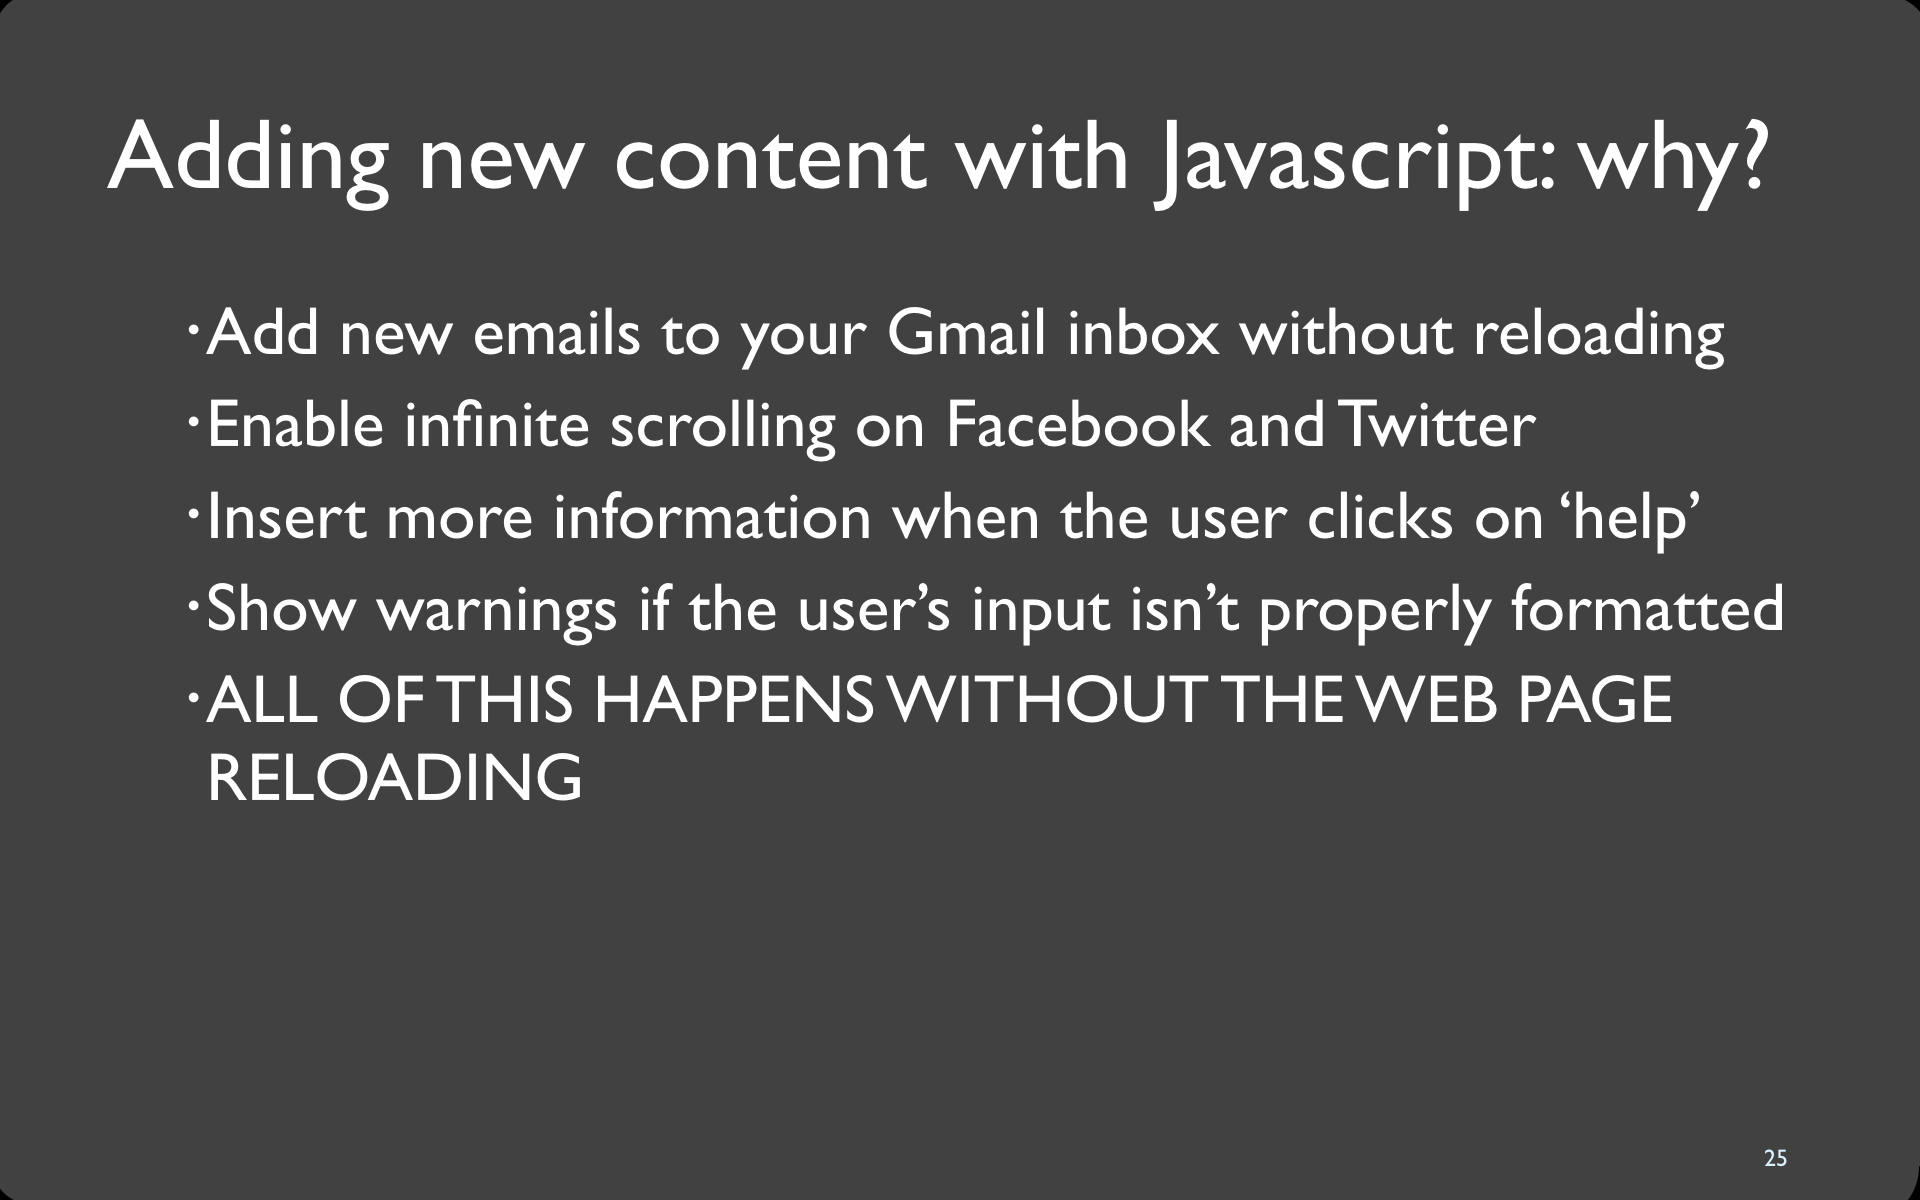 Adding new content with Javascript: why?
·Add new emails to your Gmail inbox without reloading
·Enable infinite scrolling on Facebook and Twitter
·Insert more information when the user clicks on ‘help’
·Show warnings if the user’s input isn’t properly formatted
·ALL OF THIS HAPPENS WITHOUT THE WEB PAGE
RELOADING
25